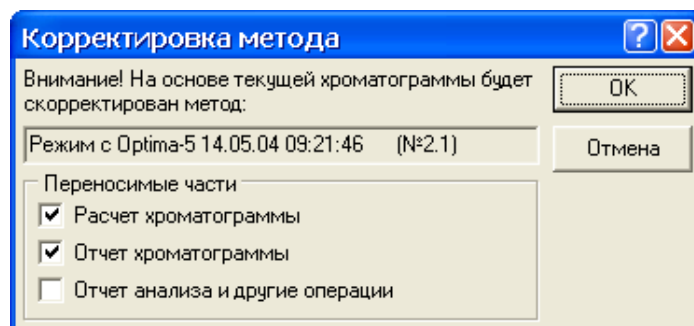 Корректировка метода
Внимание! На основе текущей хроматограммы будет
скорректирован метод:
OK
Режим с Optima-5 14.05.04 09:21:46 (№2.1)
Отмена
Переносимые части
Расчет хроматограммы
Отчет хроматограммы
Отчет анализа и другие операции